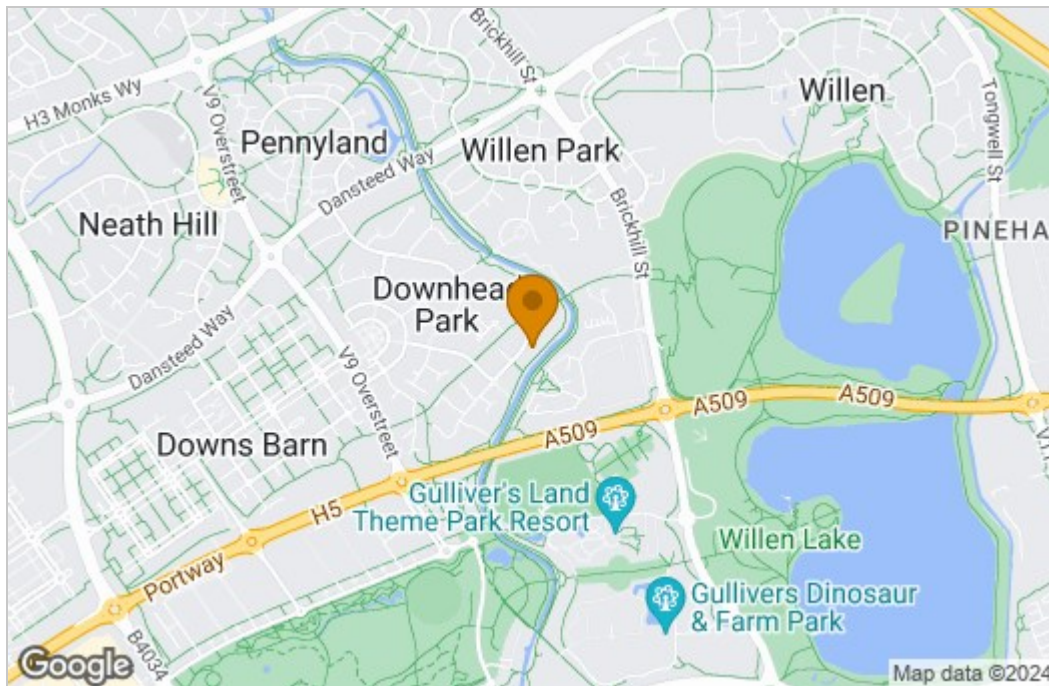 Brickhill St
Willen
H3 Monks Wy
V9 Overstreet
Pennyland
Dansteed Way
Willen Park
Tongwell St
Neath Hill
Brickhill St
PINEHA
Downhead
Park
Dansteed Way
V9 Overstreet
A509
A509
A509
Downs Barn
H5
Gulliver's Land
Theme Park Resort
Willen Lake
Portway
Gullivers Dinosaur
& Farm Park
B4034
Google
Map data ©2024